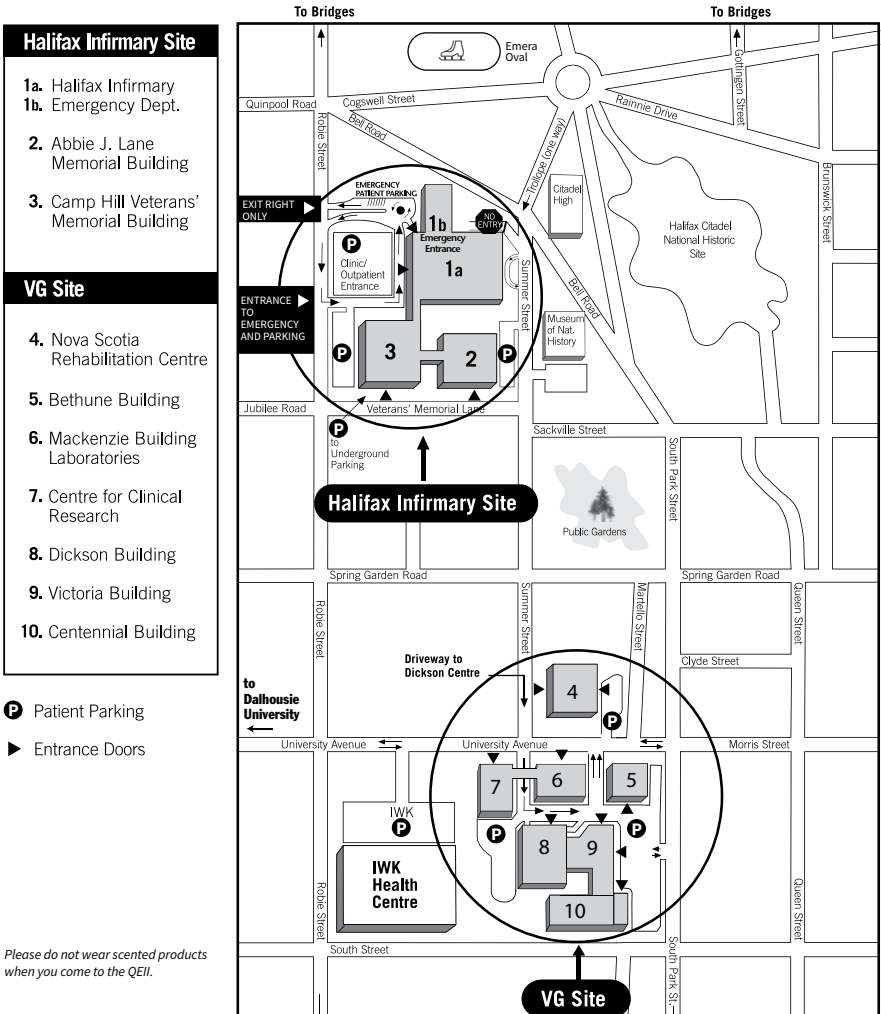 To Bridges
To Bridges
Halifax Infirmary Site
1a. Halifax Infirmary
1b. Emergency Dept.
2. Abbie J. Lane
Memorial Building
3. Camp Hill Veterans'
Memorial Building
VG Site
4. Nova Scotia
Rehabilitation Centre
5. Bethune Building
6. Mackenzie Building
Laboratories
7. Centre for Clinical
Research
8. Dickson Building
9. Victoria Building
10. Centennial Building
P Patient Parking
Entrance Doors
Please do not wear scented products
when you come to the QEII.
Emera
Oval
Gottingen Street
Quinpool Road
Cogswell Street
Rainnie Drive
Robie Street
Bell Road
Trollope (one way)
Brunswick Street
EMERGENCY
PATIENT PARKING
Citadel
High
EXIT RIGHT
ONLY
1b
Emergency
Entrance
NO
ENTRY
Halifax Citadel
National Historic
Site
P
Clinic/
Outpatient
Entrance
1a
Summer Street
Bell Road
ENTRANCE
TO
EMERGENCY
AND PARKING
Museum
of Nat.
History
P
3
2
P
Jubilee Road
Veterans' Memorial Lane
P
to
Underground
Parking
Sackville Street
South Park Street
Halifax Infirmary Site
Public Gardens
Spring Garden Road
Spring Garden Road
Robie Street
Summer Street
Martello Street
Queen Street
Driveway to
Dickson Centre
Clyde Street
to
Dalhousie
University
4
P
University Avenue
University Avenue
Morris Street
7
6
5
IWK
P
P
P
8
9
IWK
Health
Centre
10
Robie Street
Queen Street
South Street
South Park St.
VG Site